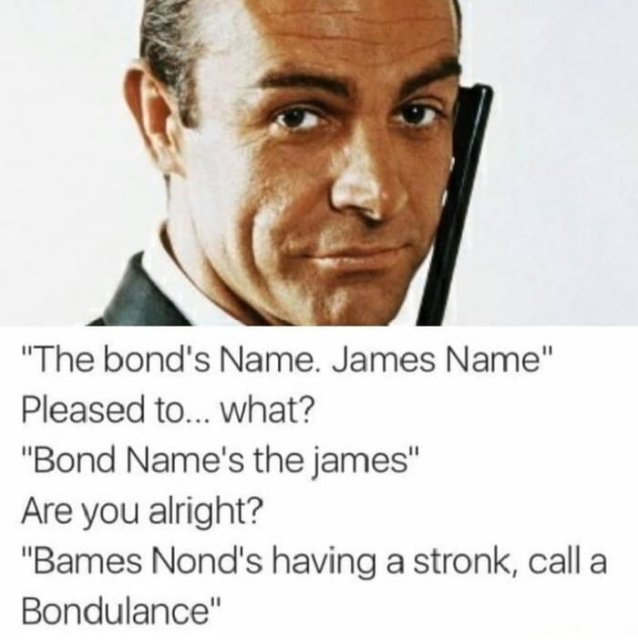 "The bond's Name. James Name"
Pleased to... what?
"Bond Name's the james"
Are you alright?
"Bames Nond's having a stronk, call a
Bondulance"